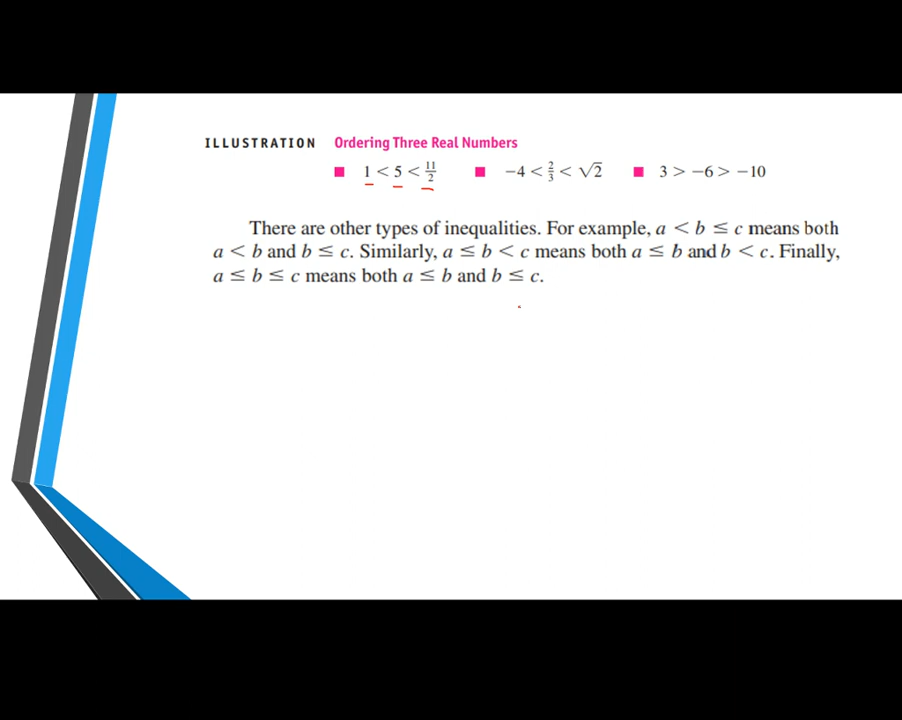 ILLUSTRATION Ordering Three Real Numbers
■ 1 < 5 < 11/2 ■ −4 < 2/3 < √2 ■ 3 > −6 > −10
There are other types of inequalities. For example, a < b ≤ c means both
a < b and b ≤ c. Similarly, a ≤ b < c means both a ≤ b and b < c. Finally,
a ≤ b ≤ c means both a ≤ b and b ≤ c.